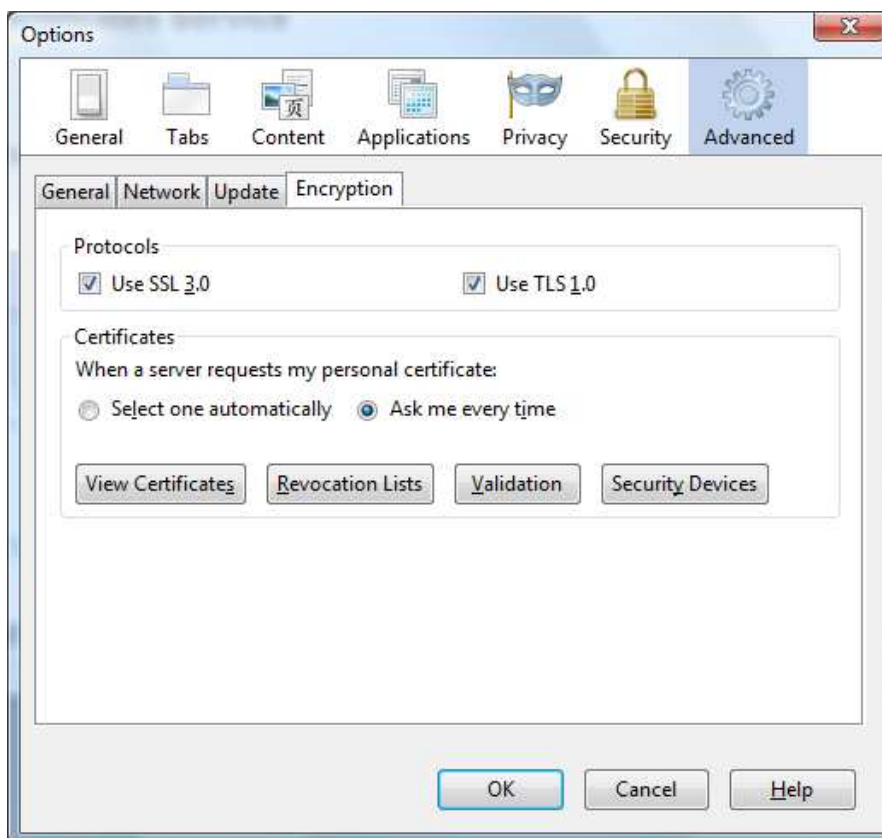 Options
General Tabs Content Applications Privacy Security Advanced
页
General Network Update Encryption
Protocols
Use SSL 3.0 Use TLS 1.0
Certificates
When a server requests my personal certificate:
Select one automatically Ask me every time
View Certificates Revocation Lists Validation Security Devices
OK Cancel Help